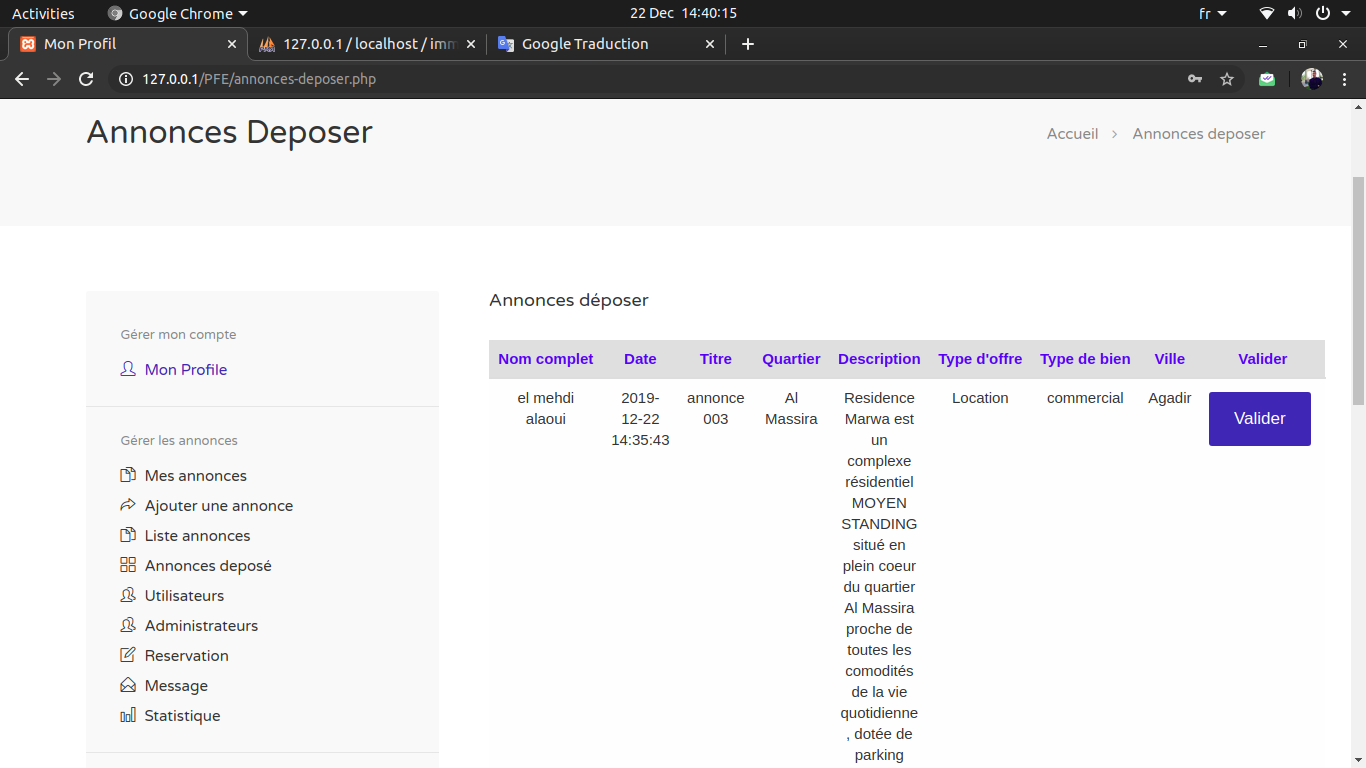 Activities Google Chrome 22 Dec 14:40:15 fr
Mon Profil 127.0.0.1 / localhost / imm Google Traduction
127.0.0.1/PFE/annonces-deposer.php
Annonces Deposer
Accueil > Annonces deposer
Gérer mon compte
Mon Profile
Gérer les annonces
Mes annonces
Ajouter une annonce
Liste annonces
Annonces deposé
Utilisateurs
Administrateurs
Reservation
Message
Statistique
Annonces déposer
Nom complet Date Titre Quartier Description Type d'offre Type de bien Ville Valider
el mehdi
alaoui
2019-
12-22
14:35:43
annonce
003
Al
Massira
Residence
Marwa est
un
complexe
résidentiel
MOYEN
STANDING
situé en
plein coeur
du quartier
Al Massira
proche de
toutes les
comodités
de la vie
quotidienne
, dotée de
parking
Location
commercial
Agadir
Valider